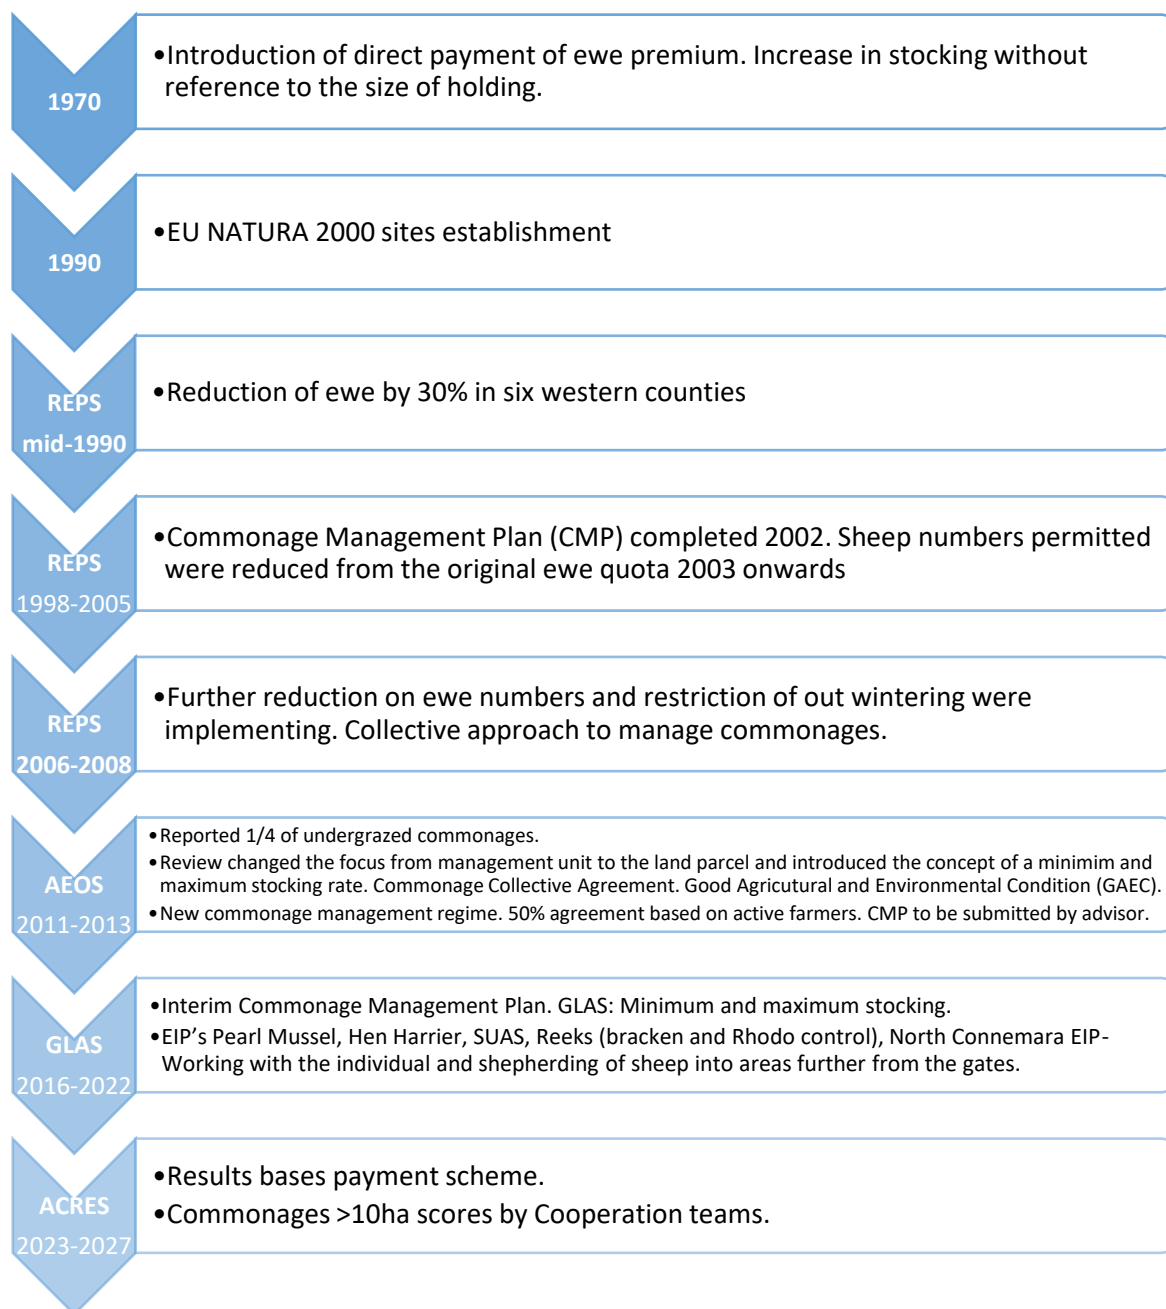 1970
•Introduction of direct payment of ewe premium. Increase in stocking without
reference to the size of holding.
1990
•EU NATURA 2000 sites establishment
REPS
mid-1990
•Reduction of ewe by 30% in six western counties
REPS
1998-2005
•Commonage Management Plan (CMP) completed 2002. Sheep numbers permitted
were reduced from the original ewe quota 2003 onwards
REPS
2006-2008
•Further reduction on ewe numbers and restriction of out wintering were
implementing. Collective approach to manage commonages.
AEOS
2011-2013
•Reported 1/4 of undergrazed commonages.
•Review changed the focus from management unit to the land parcel and introduced the concept of a minimim and
maximum stocking rate. Commonage Collective Agreement. Good Agricutural and Environmental Condition (GAEC).
•New commonage management regime. 50% agreement based on active farmers. CMP to be submitted by advisor.
GLAS
2016-2022
•Interim Commonage Management Plan. GLAS: Minimum and maximum stocking.
•EIP's Pearl Mussel, Hen Harrier, SUAS, Reeks (bracken and Rhodo control), North Connemara EIP-
Working with the individual and shepherding of sheep into areas further from the gates.
ACRES
2023-2027
•Results bases payment scheme.
•Commonages >10ha scores by Cooperation teams.